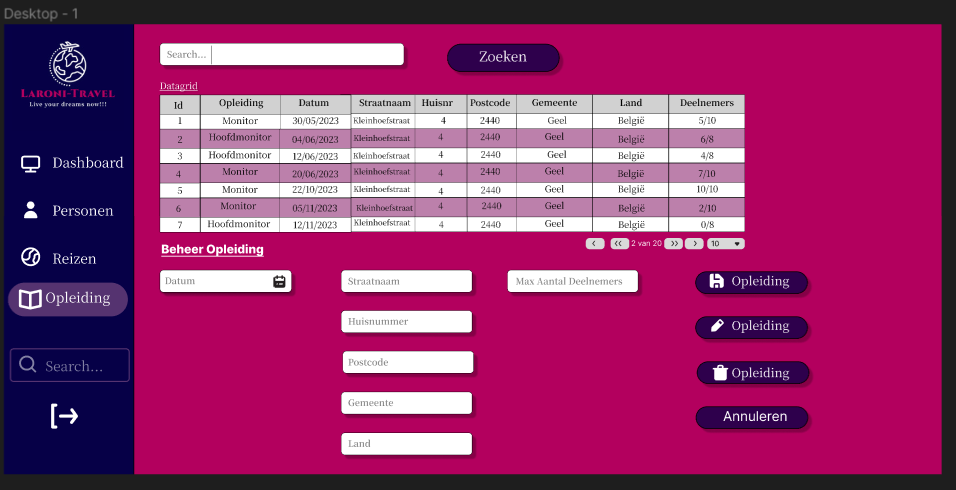 Desktop - 1
LARONI-TRAVEL
Live your dreams now!!!
Dashboard
Personen
Reizen
Opleiding
Search...
Search...
Zoeken
Datagrid
Id Opleiding Datum Straatnaam Huisnr Postcode Gemeente Land Deelnemers
1 Monitor 30/05/2023 Kleinhoefstraat 4 2440 Geel België 5/10
2 Hoofdmonitor 04/06/2023 Kleinhoefstraat 4 2440 Geel België 6/8
3 Hoofdmonitor 12/06/2023 Kleinhoefstraat 4 2440 Geel België 4/8
4 Monitor 20/06/2023 Kleinhoefstraat 4 2440 Geel België 7/10
5 Monitor 22/10/2023 Kleinhoefstraat 4 2440 Geel België 10/10
6 Monitor 05/11/2023 Kleinhoefstraat 4 2440 Geel België 2/10
7 Hoofdmonitor 12/11/2023 Kleinhoefstraat 4 2440 Geel België 0/8
< << 2 van 20 >> > 10
Beheer Opleiding
Datum Straatnaam Max Aantal Deelnemers Opleiding
Huisnummer Opleiding
Postcode Opleiding
Gemeente Annuleren
Land